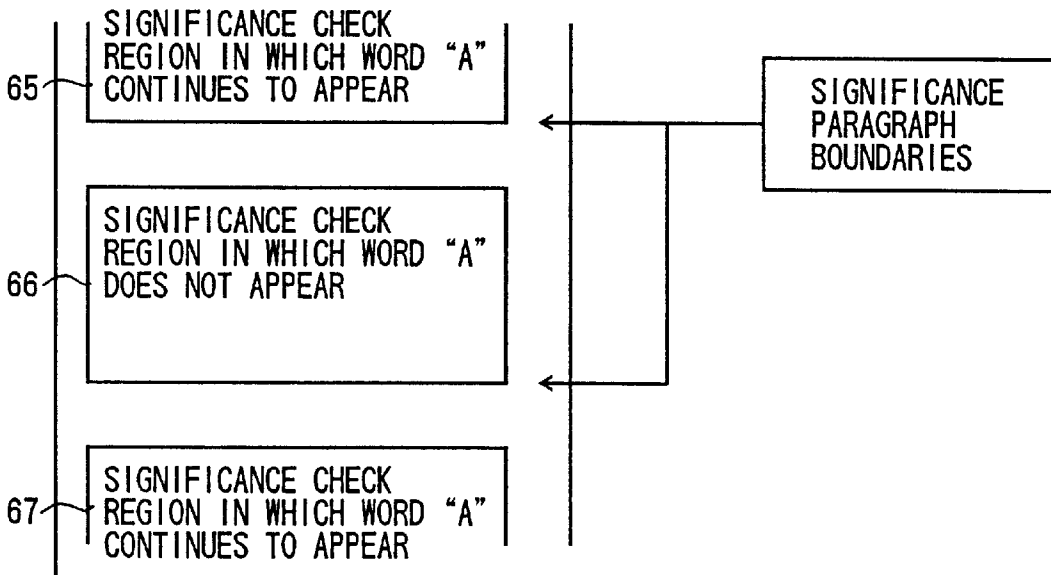 SIGNIFICANCE CHECK
REGION IN WHICH WORD “A”
CONTINUES TO APPEAR
65
SIGNIFICANCE
PARAGRAPH
BOUNDARIES
SIGNIFICANCE CHECK
REGION IN WHICH WORD “A”
DOES NOT APPEAR
66
SIGNIFICANCE CHECK
REGION IN WHICH WORD “A”
CONTINUES TO APPEAR
67